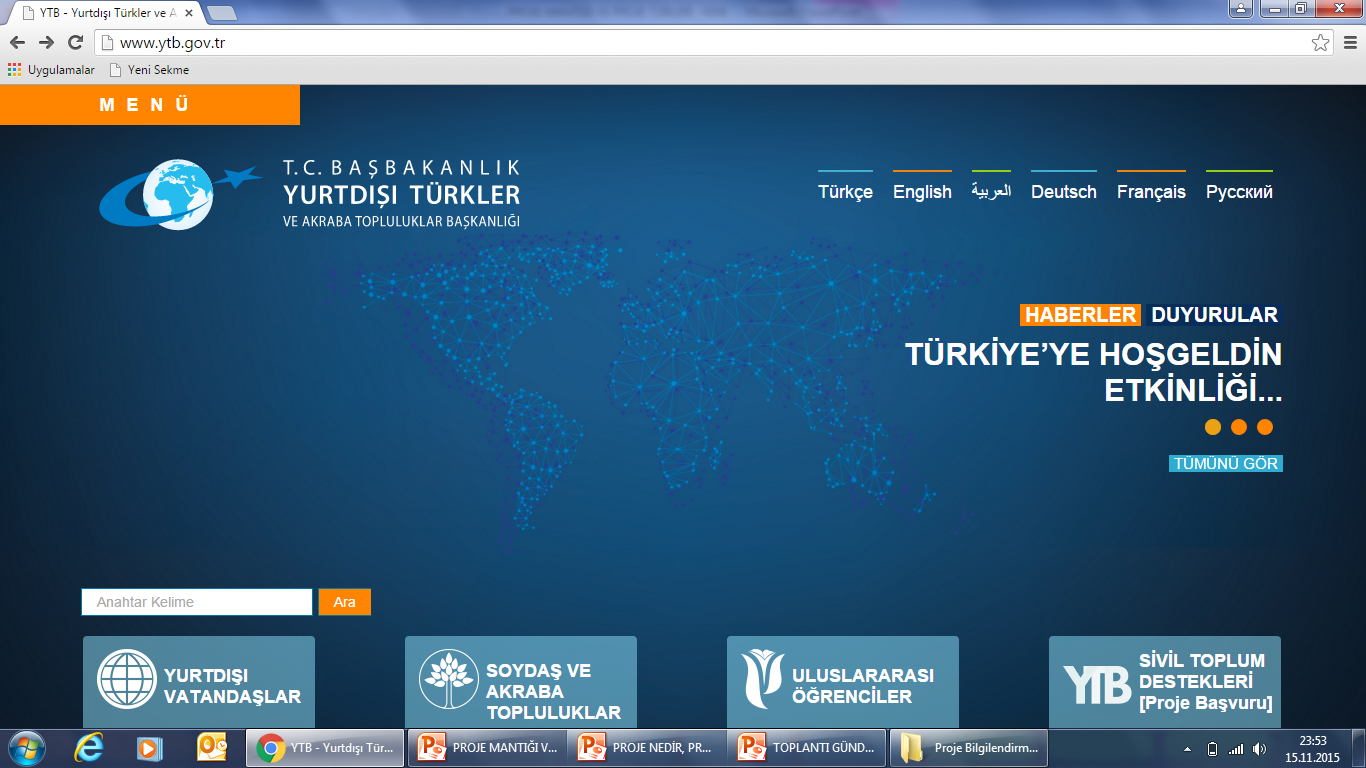 YTB - Yurtdışı Türkler ve A
www.ytb.gov.tr
Uygulamalar
Yeni Sekme
MENÜ
T.C. BAŞBAKANLIK
YURTDIŞI TÜRKLER
VE AKRABA TOPLULUKLAR BAŞKANLIĞI
Türkçe
English
العربية
Deutsch
Français
Русский
HABERLER DUYURULAR
TÜRKİYE’YE HOŞGELDİN
ETKİNLİĞİ...
TÜMÜNÜ GÖR
Anahtar Kelime
Ara
YURTDIŞI
VATANDAŞLAR
SOYDAŞ VE
AKRABA
TOPLULUKLAR
ULUSLARARASI
ÖĞRENCİLER
YTB
SİVİL TOPLUM
DESTEKLERİ
[Proje Başvuru]
YTB - Yurtdışı Tür...
PROJE MANTIĞI V...
PROJE NEDİR, PR...
TOPLANTI GÜND...
Proje Bilgilendirm...
23:53
15.11.2015